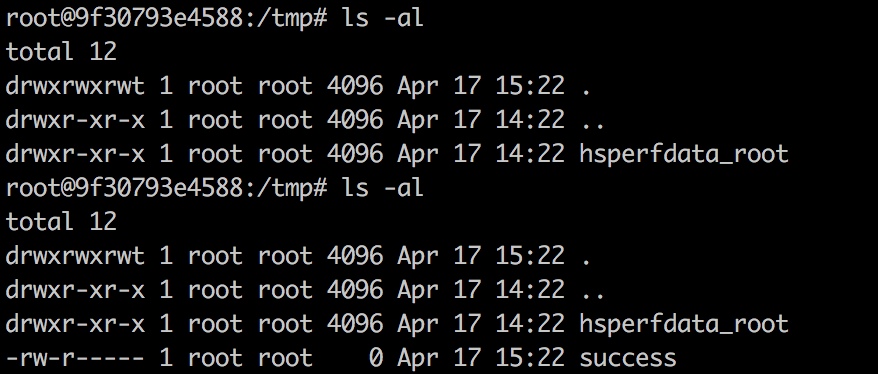 root@9f30793e4588:/tmp# ls -al
total 12
drwxrwxrwt 1 root root 4096 Apr 17 15:22 .
drwxr-xr-x 1 root root 4096 Apr 17 14:22 ..
drwxr-xr-x 1 root root 4096 Apr 17 14:22 hsperfdata_root
root@9f30793e4588:/tmp# ls -al
total 12
drwxrwxrwt 1 root root 4096 Apr 17 15:22 .
drwxr-xr-x 1 root root 4096 Apr 17 14:22 ..
drwxr-xr-x 1 root root 4096 Apr 17 14:22 hsperfdata_root
-rw-r----- 1 root root    0 Apr 17 15:22 success